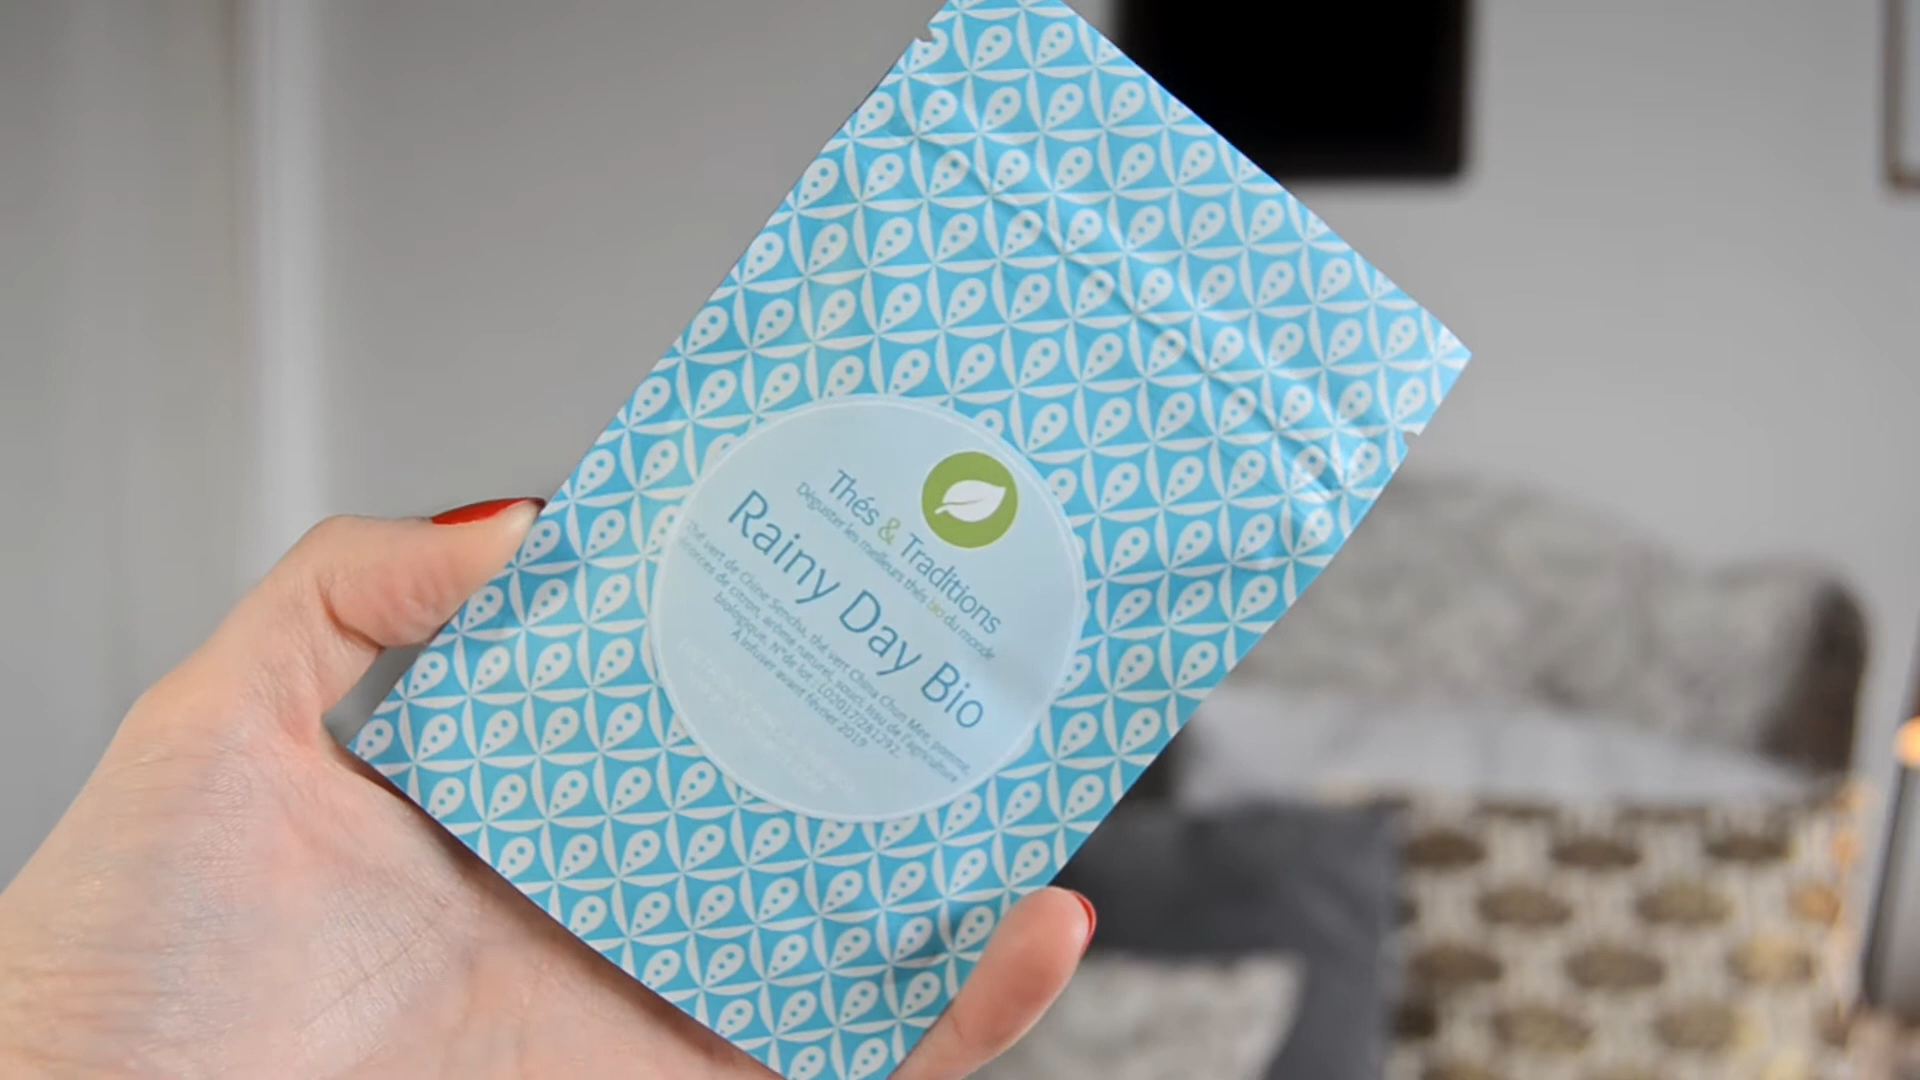 Thés & Traditions
Déguster les meilleurs thés bio du monde
Rainy Day Bio
Thé vert de Chine Sencha, thé vert China Chun Mee, pomme,
écorces de citron, arôme naturel, souci. Issu de l'agriculture
biologique. N° de lot: L02017281792.
A infuser avant février 2019